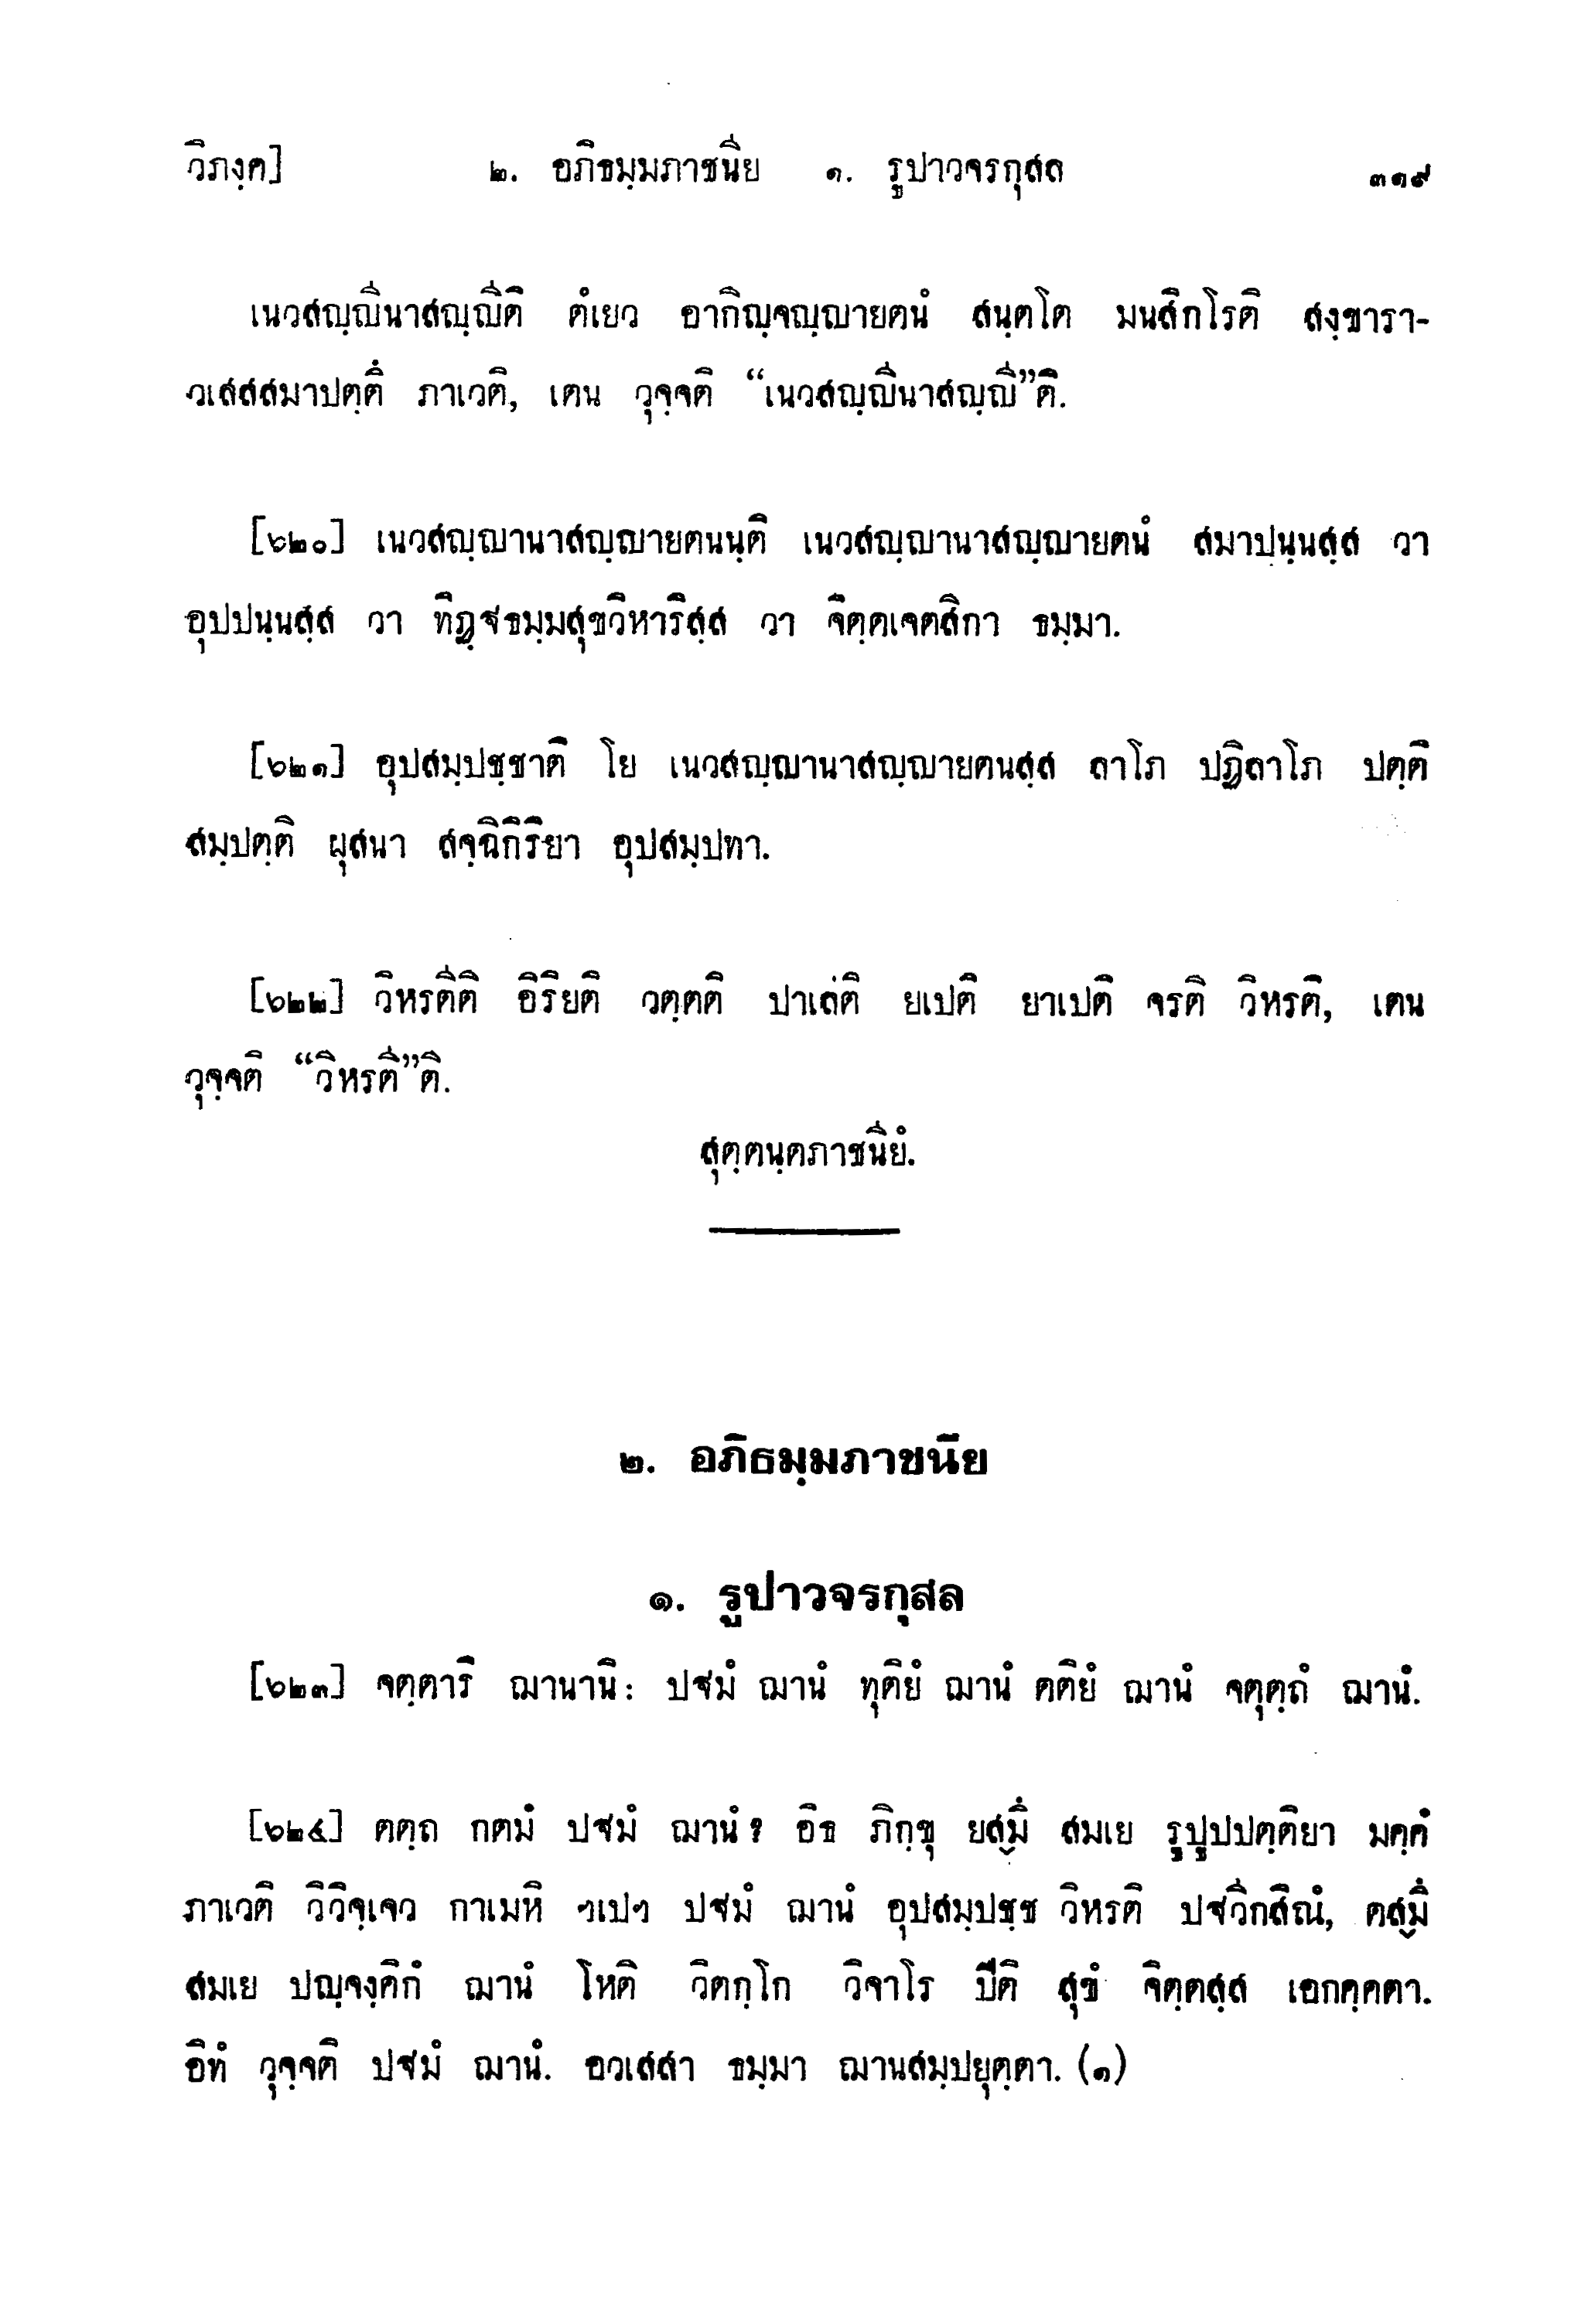 วิภงฺค] ๒. อภิธมฺมภาชนีย ๑. รูปาวจรกุสล ๓๑๙
เนวสญฺญีนาสญฺญีติ ตํเยว อากิญฺจญฺญายตนํ สนฺตโต มนสิกโรติ สงฺขารา-
วเสสสมาปตฺตึ ภาเวติ, เตน วุจฺจติ “เนวสญฺญีนาสญฺญี”ติ.
[๖๒๐] เนวสญฺญานาสญฺญายตนนฺติ เนวสญฺญานาสญฺญายตนํ สมาปนฺนสฺส วา
อุปปนฺนสฺส วา ทิฏฺฐธมฺมสุขวิหาริสฺส วา จิตฺตเจตสิกา ธมฺมา.
[๖๒๑] อุปสมฺปชฺชาติ โย เนวสญฺญานาสญฺญายตนสฺส ลาโภ ปฏิลาโภ ปตฺติ
สมฺปตฺติ ผุสนา สจฺฉิกิริยา อุปสมฺปทา.
[๖๒๒] วิหรตีติ อิริยติ วตฺตติ ปาเลติ ยเปติ ยาเปติ จรติ วิหรติ, เตน
วุจฺจติ “วิหรตี”ติ.
สุตฺตนฺตภาชนียํ.
๒. อภิธมฺมภาชนีย
๑. รูปาวจรกุสล
[๖๒๓] จตฺตาริ ฌานานิ: ปฐมํ ฌานํ ทุติยํ ฌานํ ตติยํ ฌานํ จตุตฺถํ ฌานํ.
[๖๒๔] ตตฺถ กตมํ ปฐมํ ฌานํ? อิธ ภิกฺขุ ยสฺมึ สมเย รูปูปปตฺติยา มคฺคํ
ภาเวติ วิวิจฺเจว กาเมหิ ฯเปฯ ปฐมํ ฌานํ อุปสมฺปชฺช วิหรติ ปฐวีกสิณํ, ตสฺมึ
สมเย ปญฺจงฺคิกํ ฌานํ โหติ วิตกฺโก วิจาโร ปีติ สุขํ จิตฺตสฺส เอกคฺคตา.
อิทํ วุจฺจติ ปฐมํ ฌานํ. อวเสสา ธมฺมา ฌานสมฺปยุตฺตา. (๑)